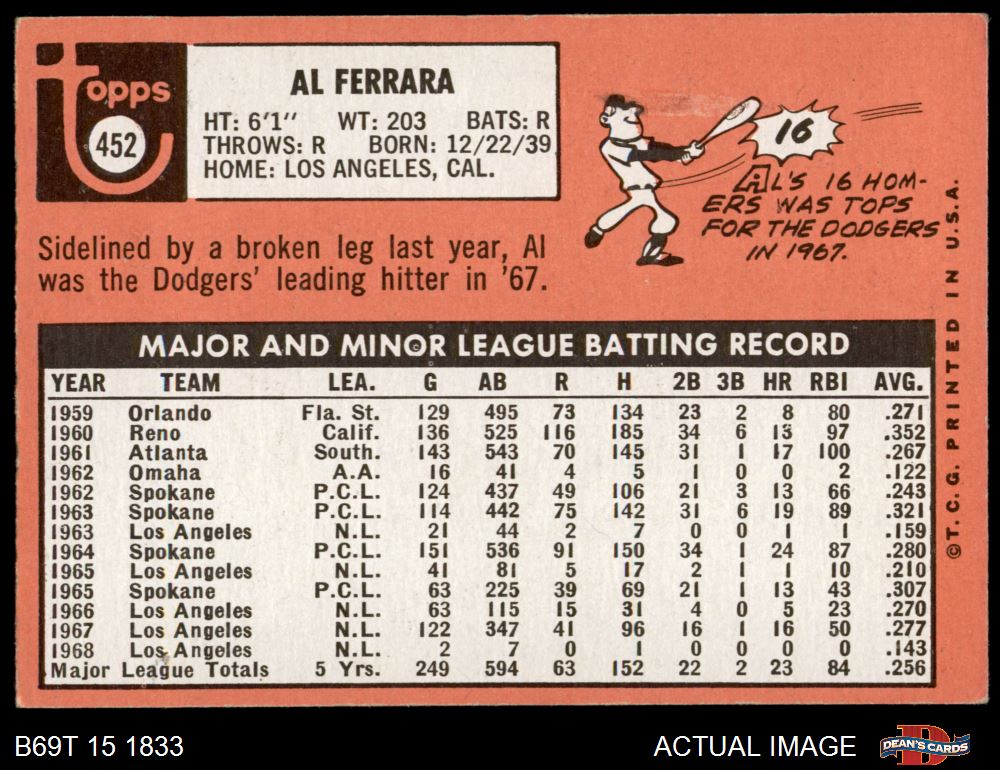 Topps
452
AL FERRARA
HT: 6'1" WT: 203 BATS: R
THROWS: R BORN: 12/22/39
HOME: LOS ANGELES, CAL.
16
AL'S 16 HOM-
ERS WAS TOPS
FOR THE DODGERS
IN 1967.
Sidelined by a broken leg last year, Al
was the Dodgers' leading hitter in '67.
MAJOR AND MINOR LEAGUE BATTING RECORD
YEAR TEAM LEA. G AB R H 2B 3B HR RBI AVG.
1959 Orlando Fla. St. 129 495 73 134 23 2 8 80 .271
1960 Reno Calif. 136 525 116 185 34 6 13 97 .352
1961 Atlanta South. 143 543 70 145 31 1 17 100 .267
1962 Omaha A.A. 16 41 4 5 1 0 0 2 .122
1962 Spokane P.C.L. 124 437 49 106 21 3 13 66 .243
1963 Spokane P.C.L. 114 442 75 142 31 6 19 89 .321
1963 Los Angeles N.L. 21 44 2 7 0 0 1 1 .159
1964 Spokane P.C.L. 151 536 91 150 34 1 24 87 .280
1965 Los Angeles N.L. 41 81 5 17 2 1 1 10 .210
1965 Spokane P.C.L. 63 225 39 69 21 1 13 43 .307
1966 Los Angeles N.L. 63 115 15 31 4 0 5 23 .270
1967 Los Angeles N.L. 122 347 41 96 16 1 16 50 .277
1968 Los Angeles N.L. 2 7 0 1 0 0 0 0 .143
Major League Totals 5 Yrs. 249 594 63 152 22 2 23 84 .256
© T.C.G. PRINTED IN U.S.A.
B69T 15 1833
ACTUAL IMAGE
DEAN'S CARDS